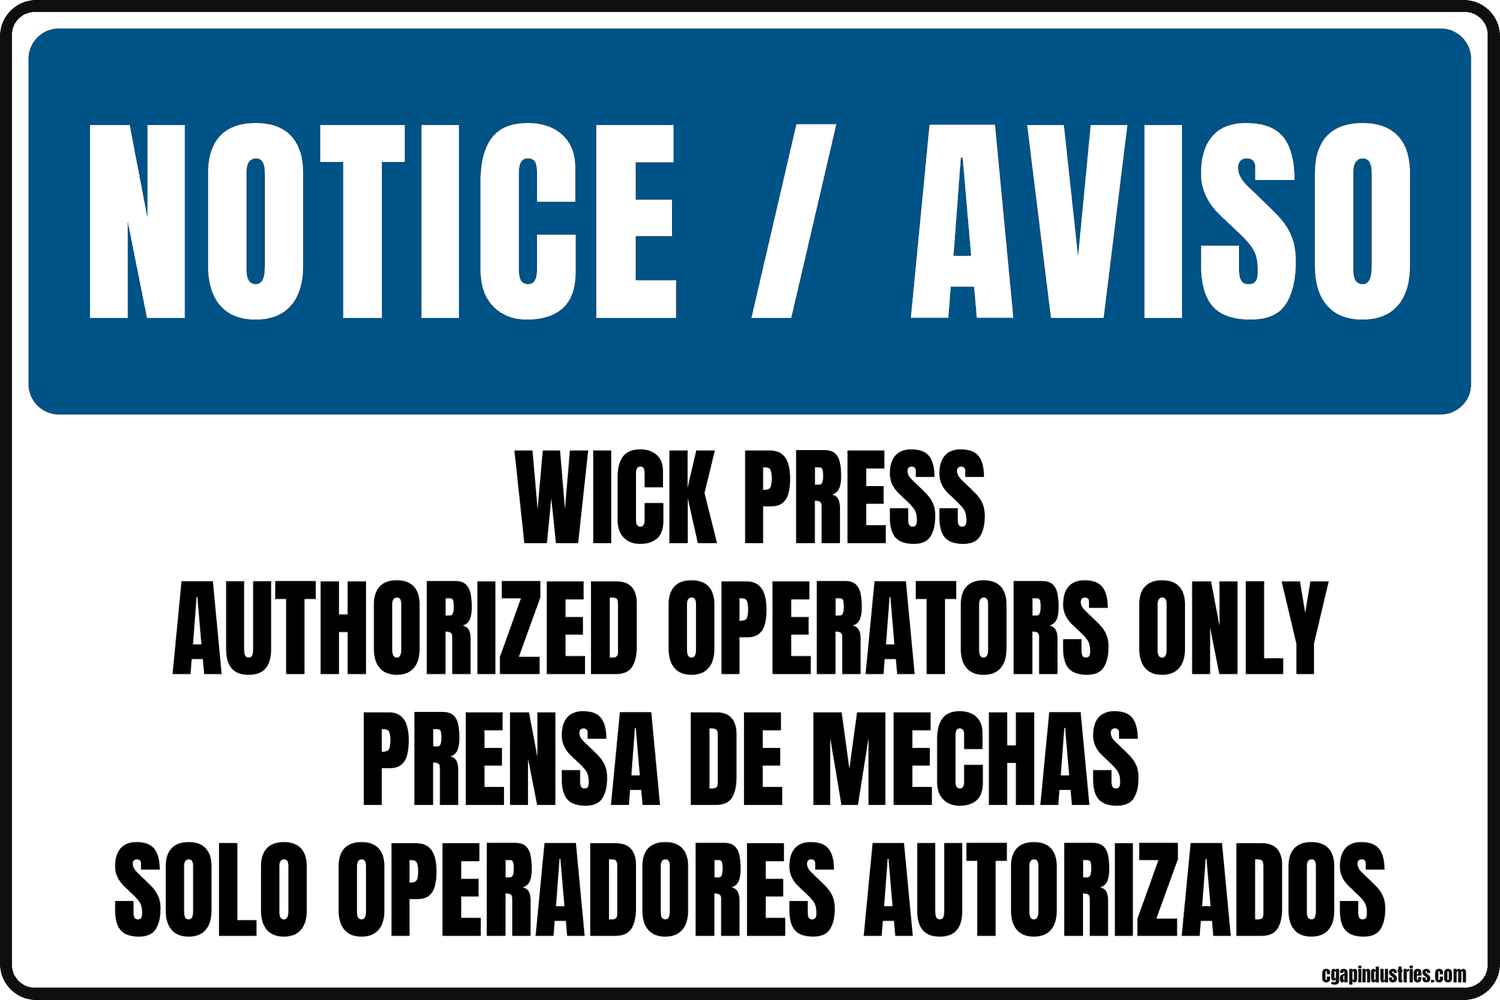 NOTICE / AVISO
WICK PRESS
AUTHORIZED OPERATORS ONLY
PRENSA DE MECHAS
SOLO OPERADORES AUTORIZADOS
cgapindustries.com